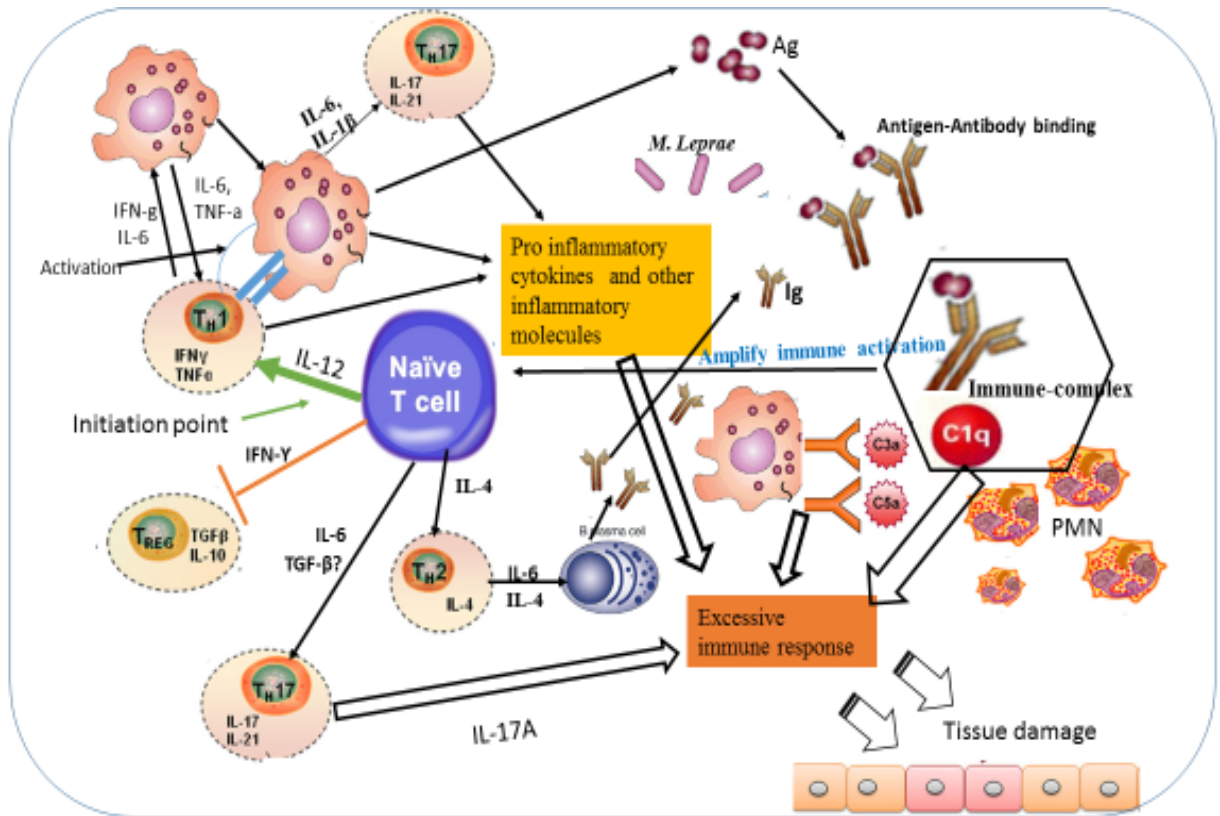 TH17
IL-17
IL-21
Ag
IL-6,
IL-1β
Antigen-Antibody binding
M. Leprae
IL-6,
TNF-a
IFN-g
IL-6
Activation
Pro inflammatory
cytokines and other
inflammatory
molecules
Ig
TH1
IFNγ
TNFα
IL-12
Naïve
T cell
Amplify immune activation
Immune-complex
C1q
Initiation point
IFN-Y
C3a
C5a
IL-4
PMN
TREG
TGFβ
IL-10
IL-6
TGF-β?
B plasma cell
TH2
IL-4
IL-6
IL-4
Excessive
immune response
TH17
IL-17
IL-21
IL-17A
Tissue damage